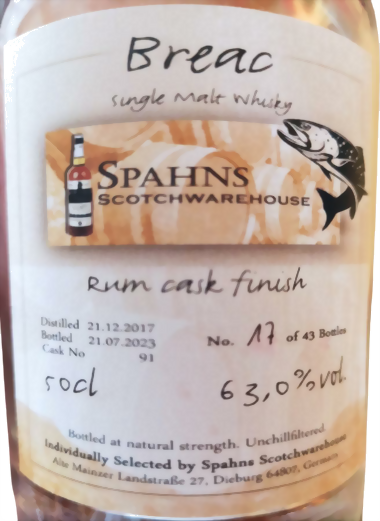 Breac
Single Malt Whisky
SPAHNS
SCOTCHWAREHOUSE
Rum cask finish
Distilled 21.12.2017
Bottled 21.07.2023
Cask No 91
No. 17 of 43 Bottles
50cl
63,0%vol.
Bottled at natural strength. Unchillfiltered
Individually Selected by Spahns Scotchwarehouse
Alte Mainzer Landstraße 27, Dieburg 64807, Germany